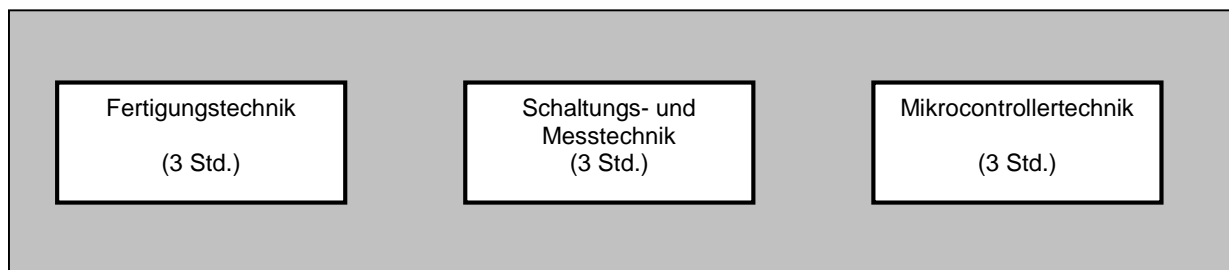 Fertigungstechnik
(3 Std.)
Schaltungs- und
Messtechnik
(3 Std.)
Mikrocontrollertechnik
(3 Std.)